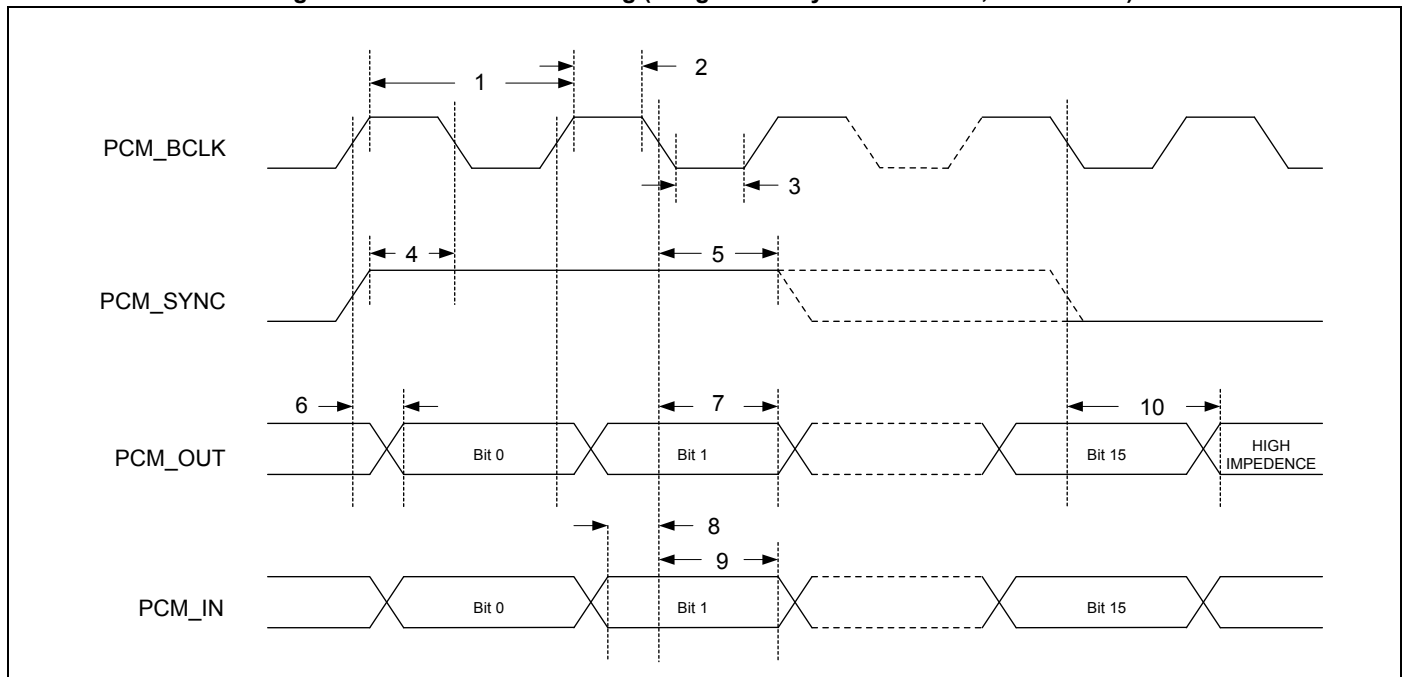 1
2
PCM_BCLK
3
4
5
PCM_SYNC
6
7
10
PCM_OUT
Bit 0
Bit 1
Bit 15
HIGH
IMPEDENCE
8
9
PCM_IN
Bit 0
Bit 1
Bit 15